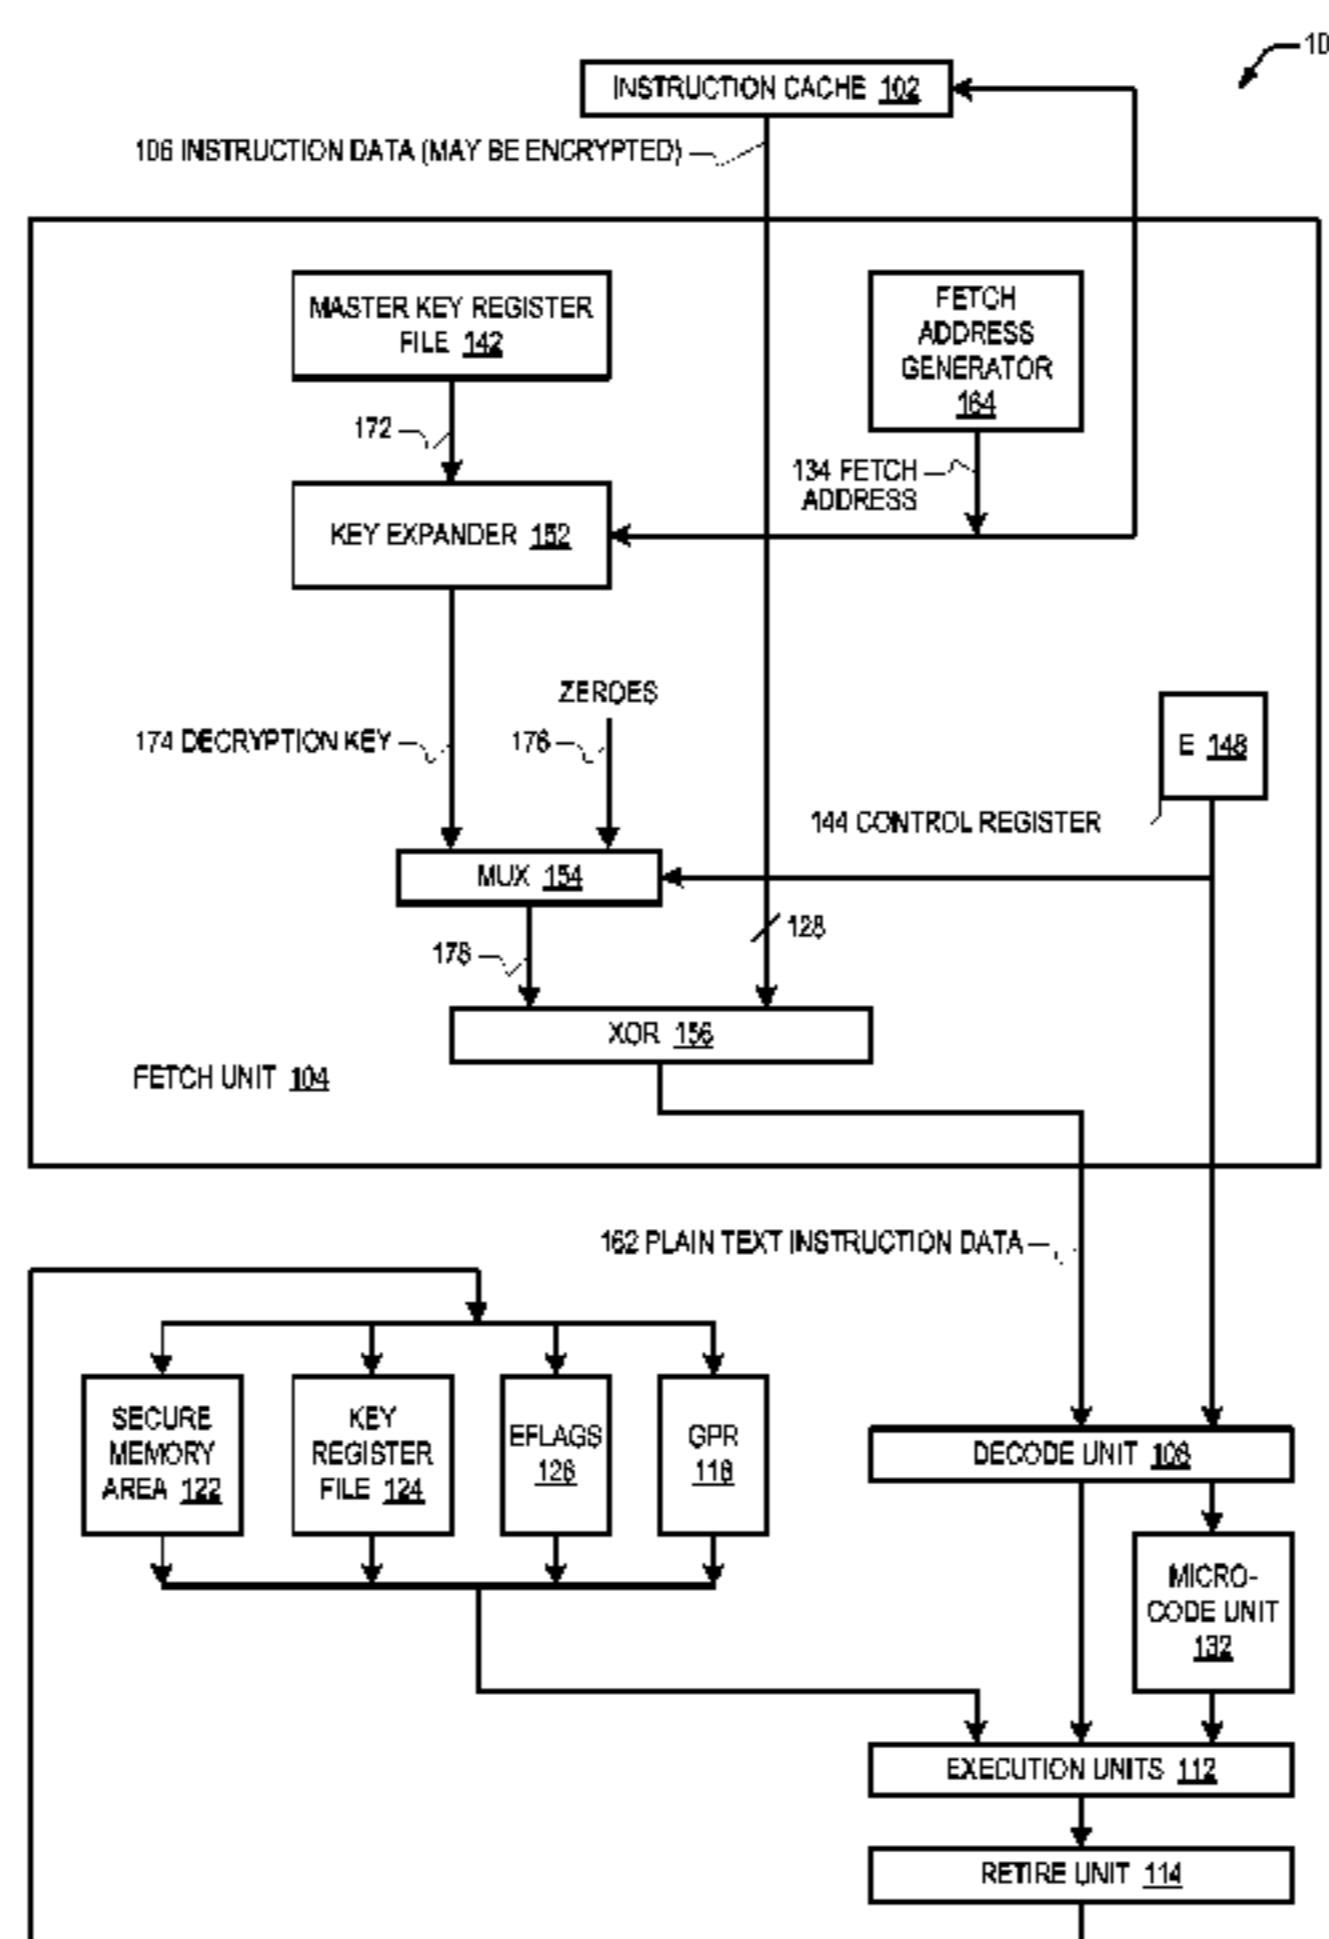 10
INSTRUCTION CACHE 102
106 INSTRUCTION DATA (MAY BE ENCRYPTED)
MASTER KEY REGISTER
FILE 142
FETCH
ADDRESS
GENERATOR
164
172
134 FETCH
ADDRESS
KEY EXPANDER 152
ZEROES
174 DECRYPTION KEY
176
E 148
144 CONTROL REGISTER
MUX 154
128
178
XOR 156
FETCH UNIT 104
162 PLAIN TEXT INSTRUCTION DATA
SECURE
MEMORY
AREA 122
KEY
REGISTER
FILE 124
EFLAGS
126
GPR
118
DECODE UNIT 108
MICRO-
CODE UNIT
132
EXECUTION UNITS 112
RETIRE UNIT 114